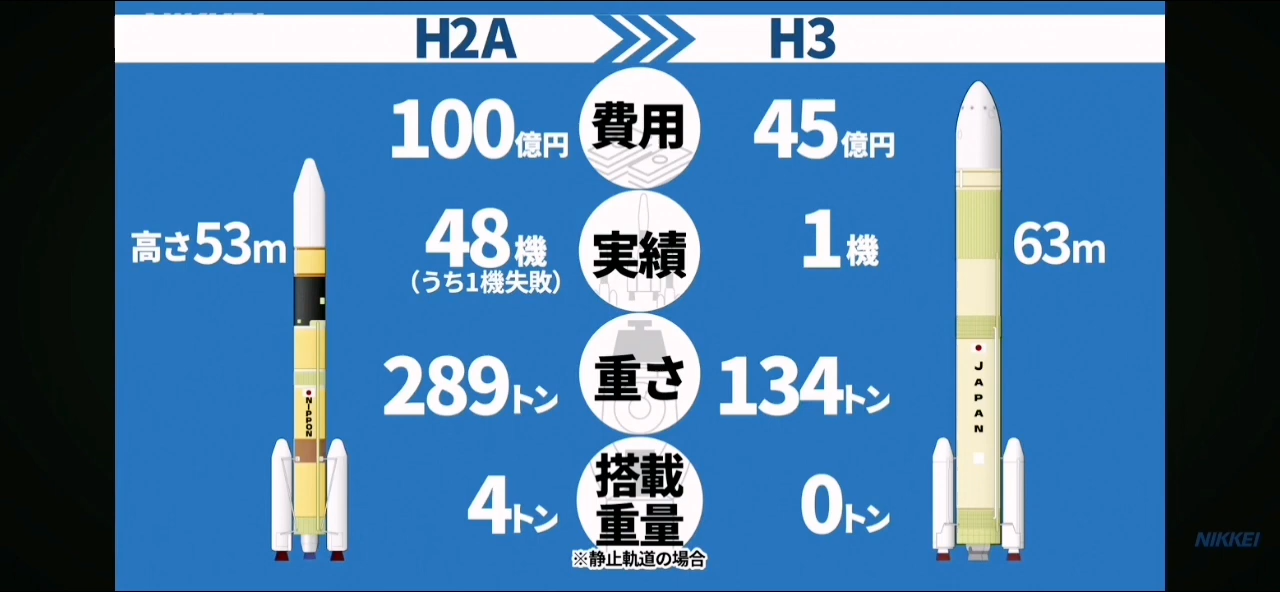 H2A
H3
100億円
費用
45億円
高さ53m
48機
(うち1機失敗)
実績
1機
63m
289トン
重さ
134トン
4トン
搭載
重量
0トン
※静止軌道の場合
NIPPON
JAPAN
NIKKEI